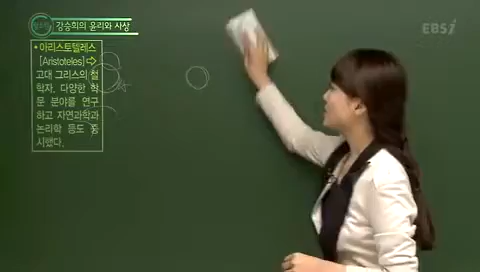 강승희의 윤리와 사상
EBSi
• 아리스토텔레스
[Aristoteles] ⇨
고대 그리스의 철
학자. 다양한 학
문 분야를 연구
하고 자연과학과
논리학 등도 중
시했다.